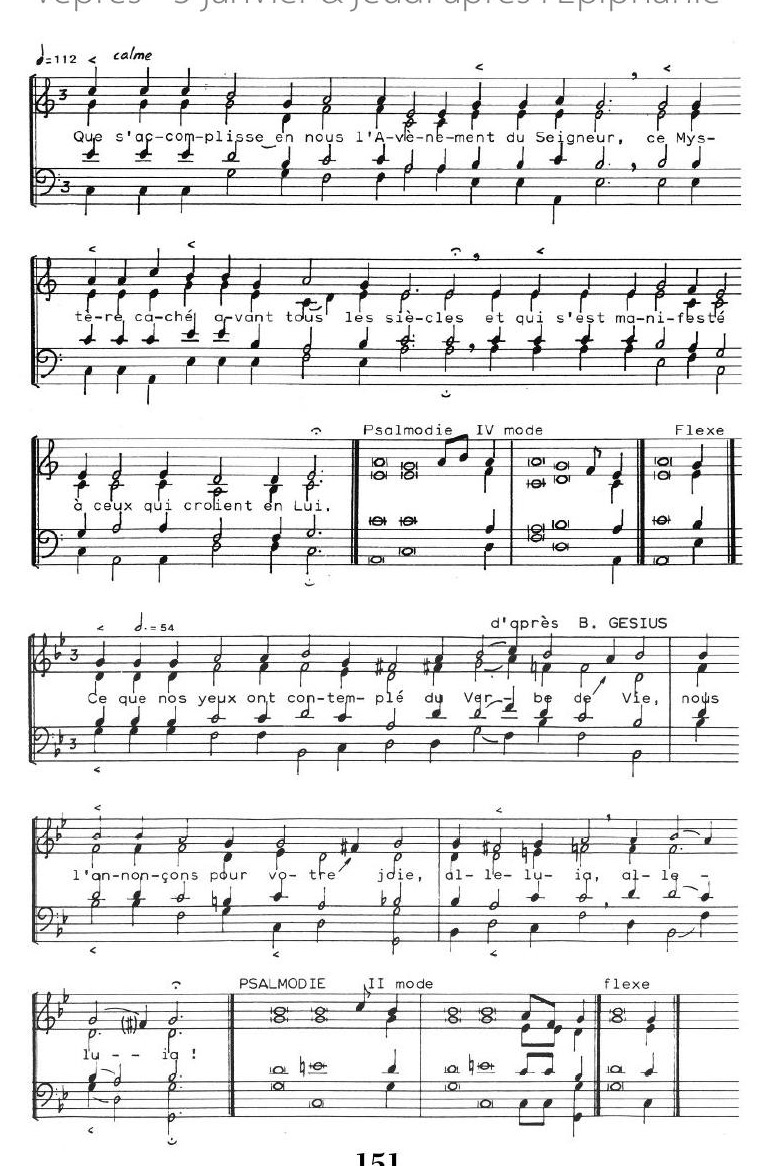 Vêpres - 5 janvier & jeudi après l'Épiphanie
=112 < calme
Que s'ac-com-plisse en nous l'A-vè-ne-ment du Seigneur, ce Mys-
tè-re ca-ché a-vant tous les siè-cles et qui s'est ma-ni-festé
Psalmodie IV mode Flexe
à ceux qui croient en Lui.
d'après B. GESIUS
=54
Ce que nos yeux ont con-tem-plé du Ver-be de Vie, nous
l'an-non-çons pour vo-tre joie, al-le-lu-ia, al-le-
PSALMODIE II mode flexe
lu--ia !
151